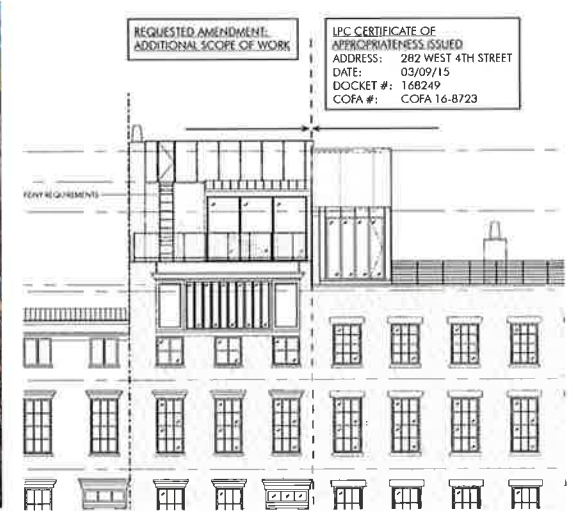 REQUESTED AMENDMENT:
ADDITIONAL SCOPE OF WORK
LPC CERTIFICATE OF
APPROPRIATENESS ISSUED
ADDRESS: 282 WEST 4TH STREET
DATE: 03/09/15
DOCKET #: 168249
COFA #: COFA 16-8723
REQUIREMENTS